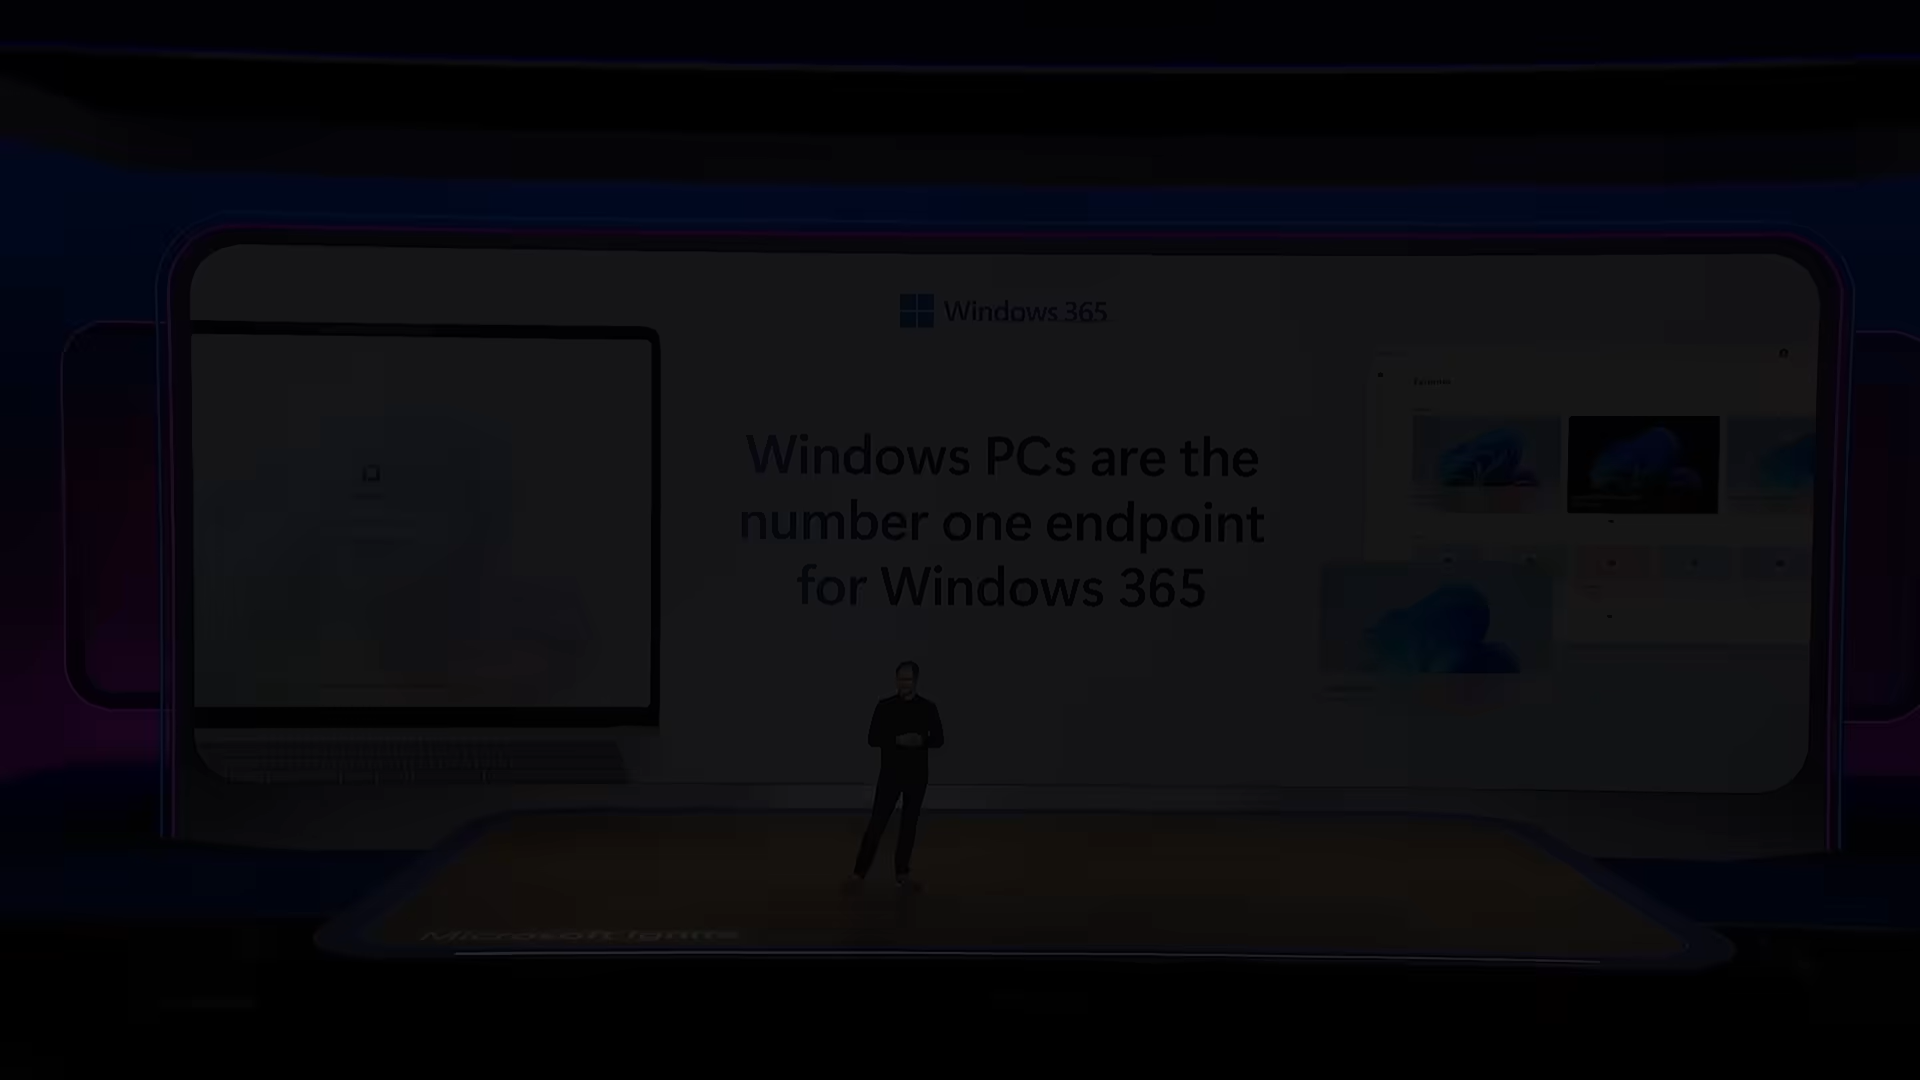 Windows 365
Windows PCs are the
number one endpoint
for Windows 365
Microsoft Ignite